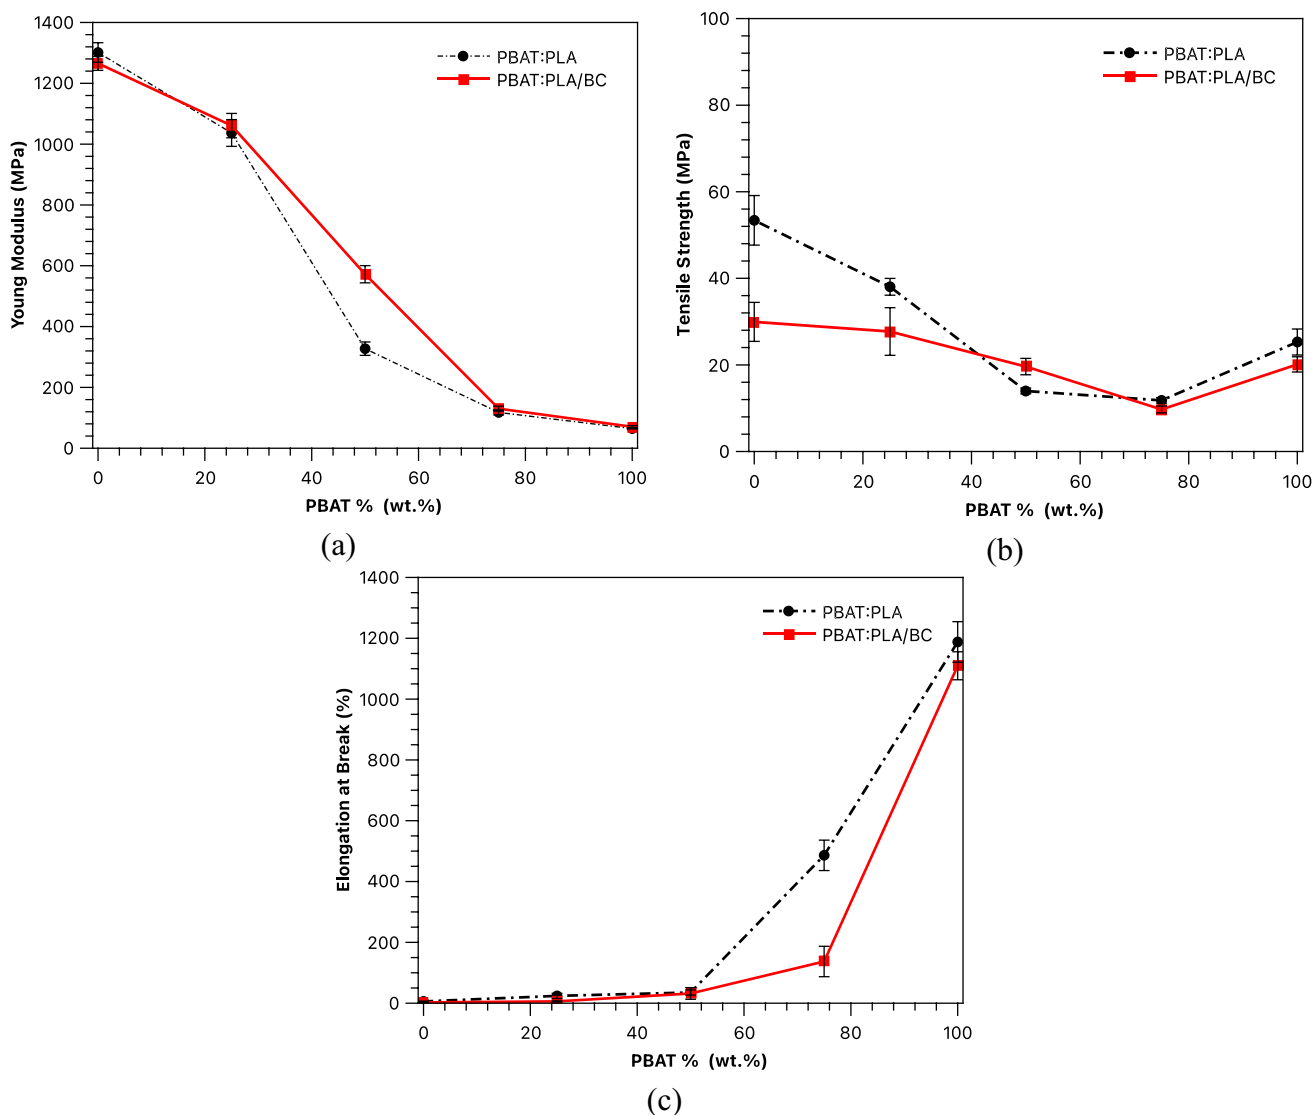 1400
1200
1000
800
600
400
200
0
Young Modulus (MPa)
PBAT:PLA
PBAT:PLA/BC
0 20 40 60 80 100
PBAT % (wt.%)
(a)
100
80
60
40
20
0
Tensile Strength (MPa)
PBAT:PLA
PBAT:PLA/BC
0 20 40 60 80 100
PBAT % (wt.%)
(b)
1400
1200
1000
800
600
400
200
0
Elongation at Break (%)
PBAT:PLA
PBAT:PLA/BC
0 20 40 60 80 100
PBAT % (wt.%)
(c)